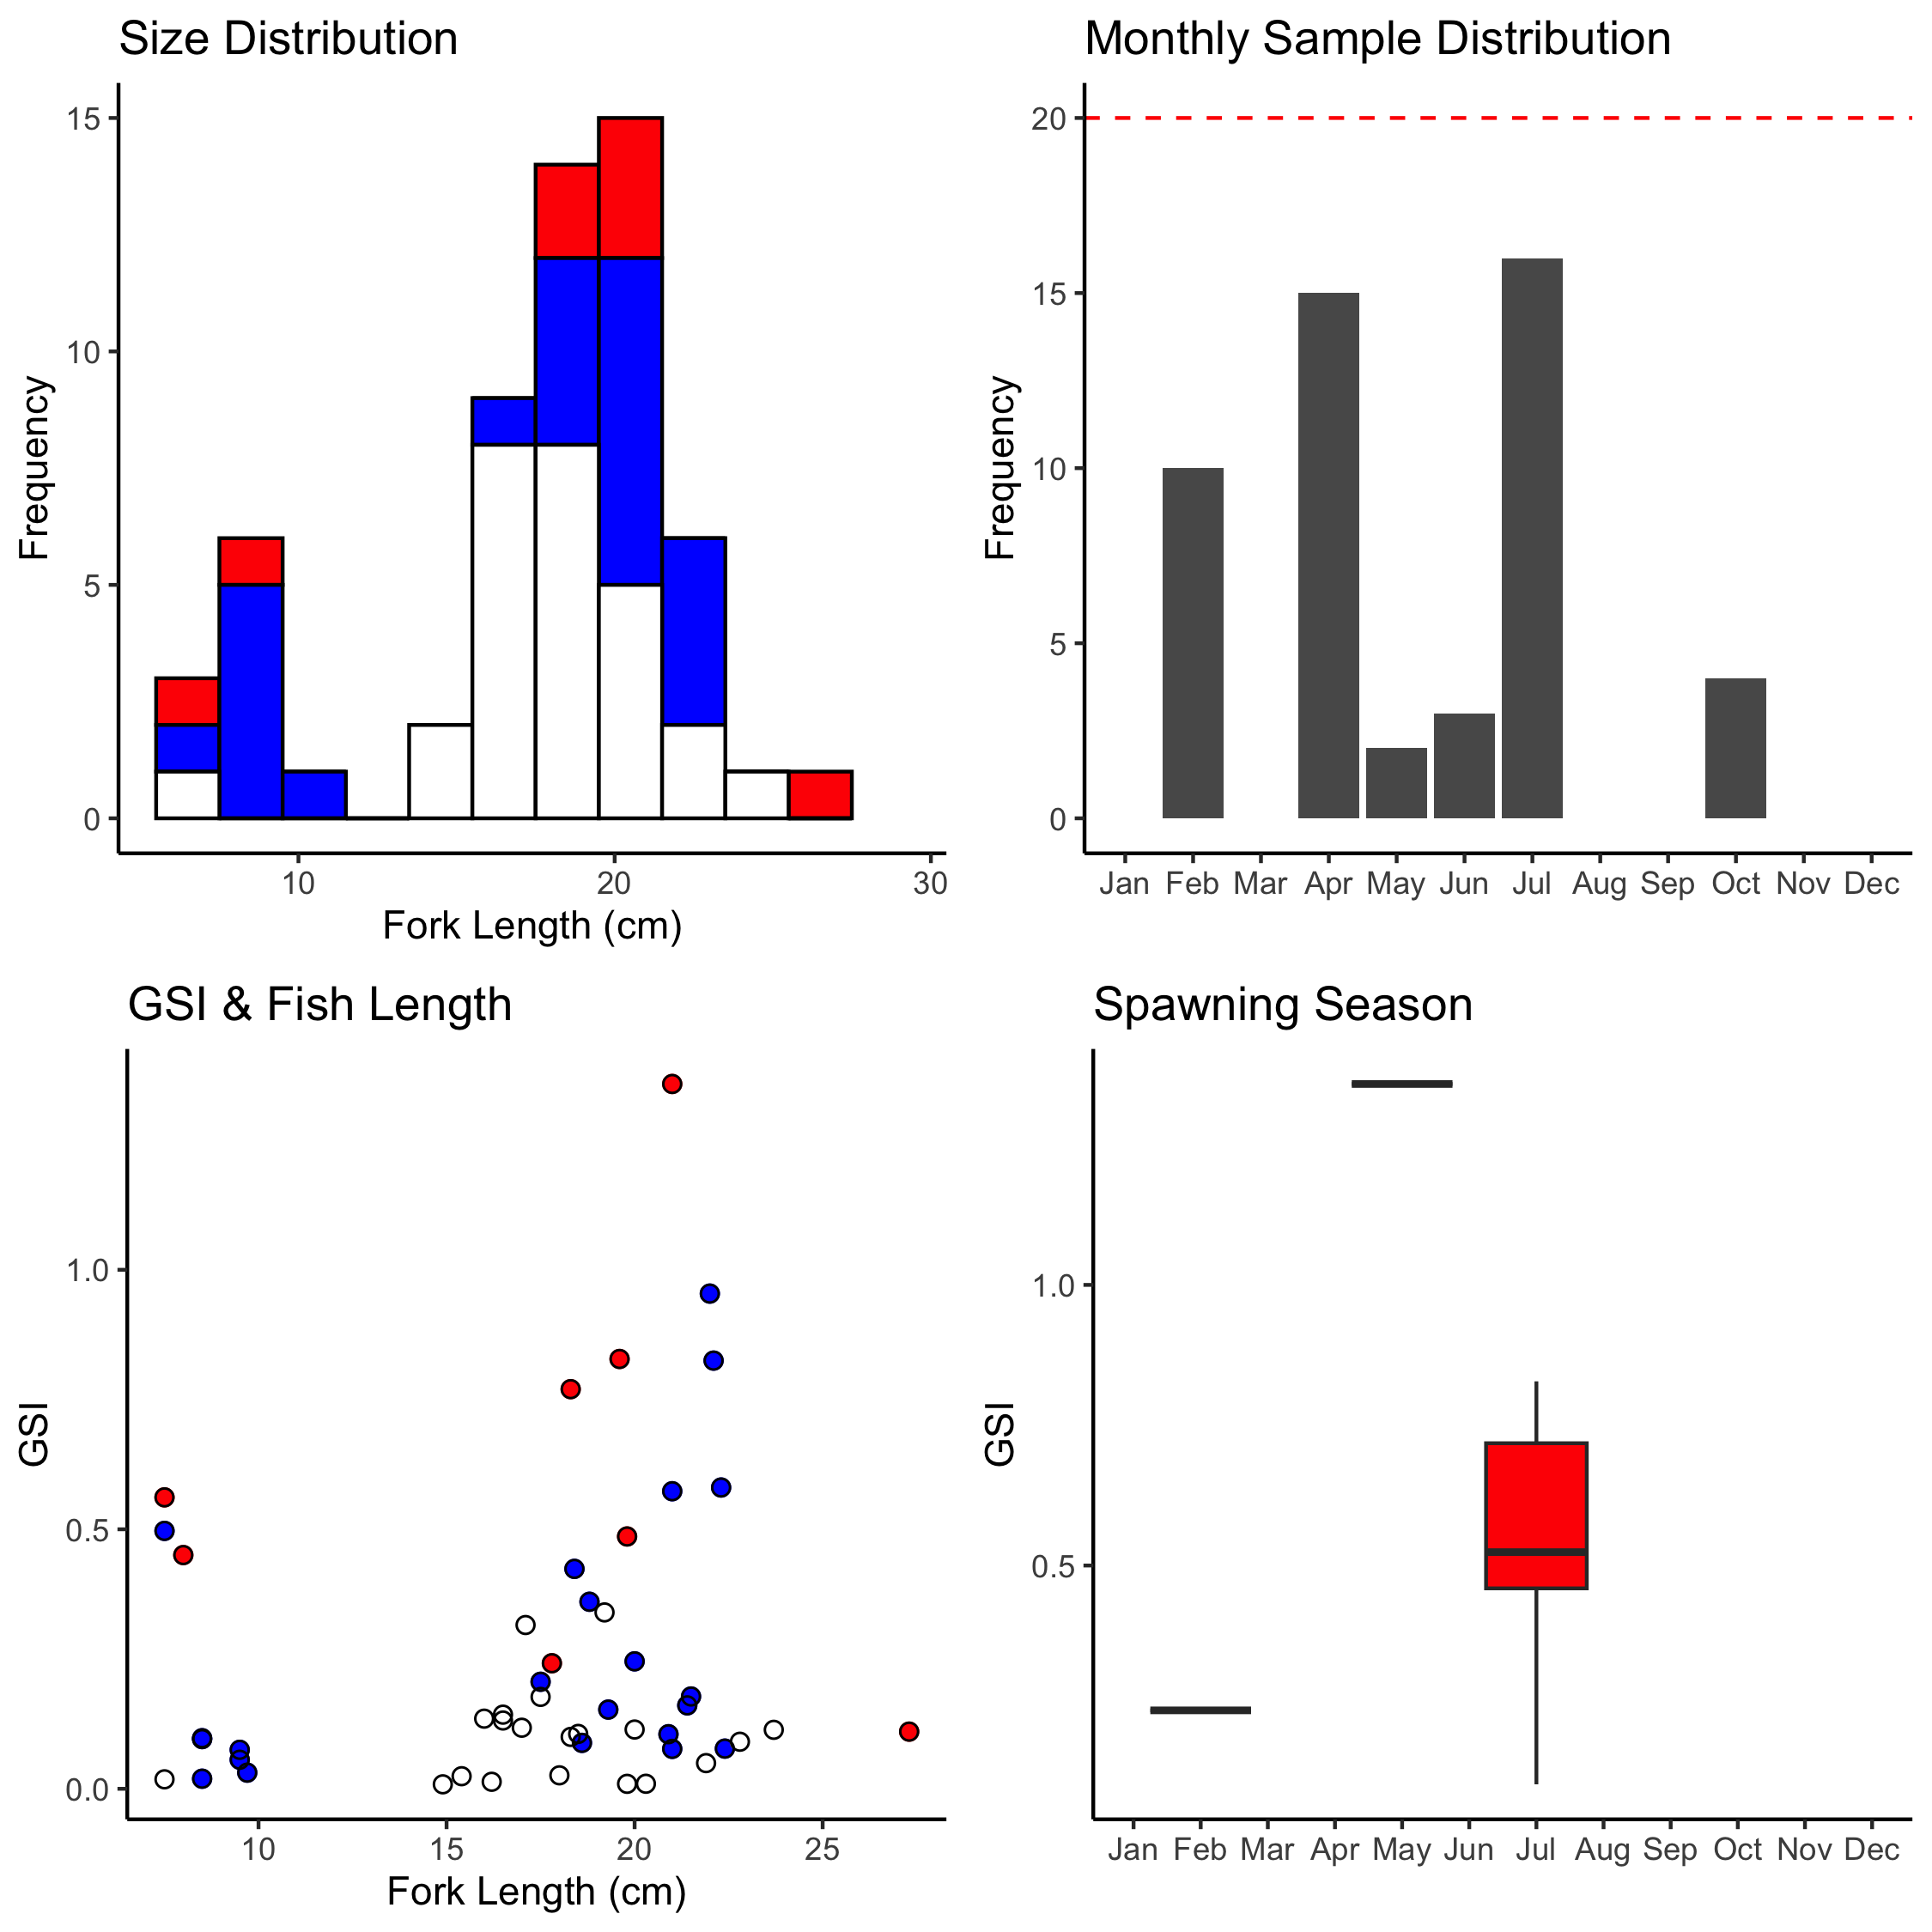 Size Distribution
15
10
5
0
Frequency
10 20 30
Fork Length (cm)
Monthly Sample Distribution
20
15
10
5
0
Frequency
Jan Feb Mar Apr May Jun Jul Aug Sep Oct Nov Dec
GSI & Fish Length
1.0
0.5
0.0
GSI
10 15 20 25
Fork Length (cm)
Spawning Season
1.0
0.5
GSI
Jan Feb Mar Apr May Jun Jul Aug Sep Oct Nov Dec